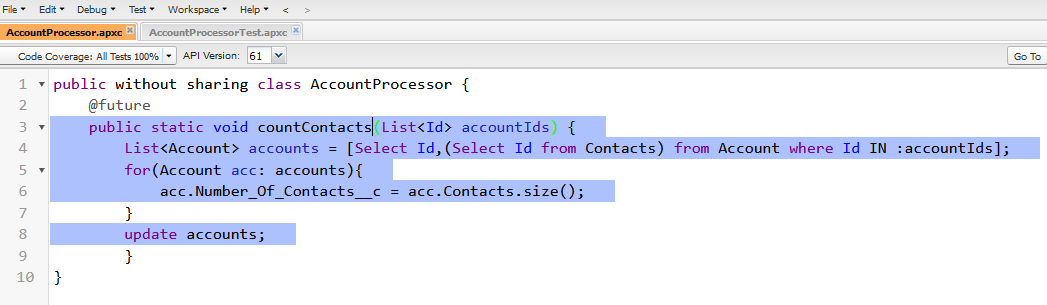 File Edit Debug Test Workspace Help < >
AccountProcessor.apxc AccountProcessorTest.apxc
Code Coverage: All Tests 100% API Version: 61 Go To
1 public without sharing class AccountProcessor {
2 @future
3 public static void countContacts(List<Id> accountIds) {
4 List<Account> accounts = [Select Id,(Select Id from Contacts) from Account where Id IN :accountIds];
5 for(Account acc: accounts){
6 acc.Number_Of_Contacts__c = acc.Contacts.size();
7 }
8 update accounts;
9 }
10 }